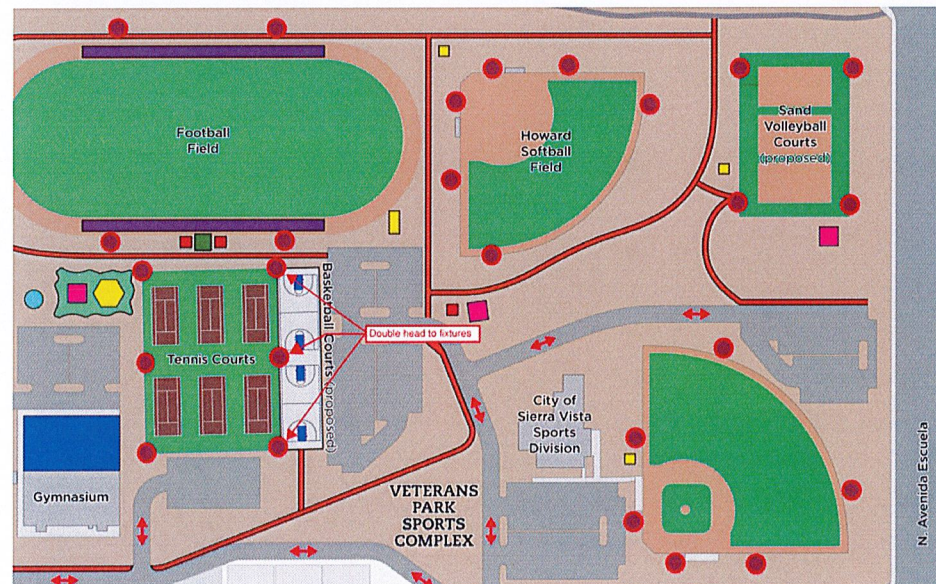 Football
Field
Howard
Softball
Field
Sand
Volleyball
Courts
(proposed)
Basketball Courts (proposed)
Double head to fixtures
Tennis Courts
City of
Sierra Vista
Sports
Division
Gymnasium
VETERANS
PARK
SPORTS
COMPLEX
N. Avenida Escuela